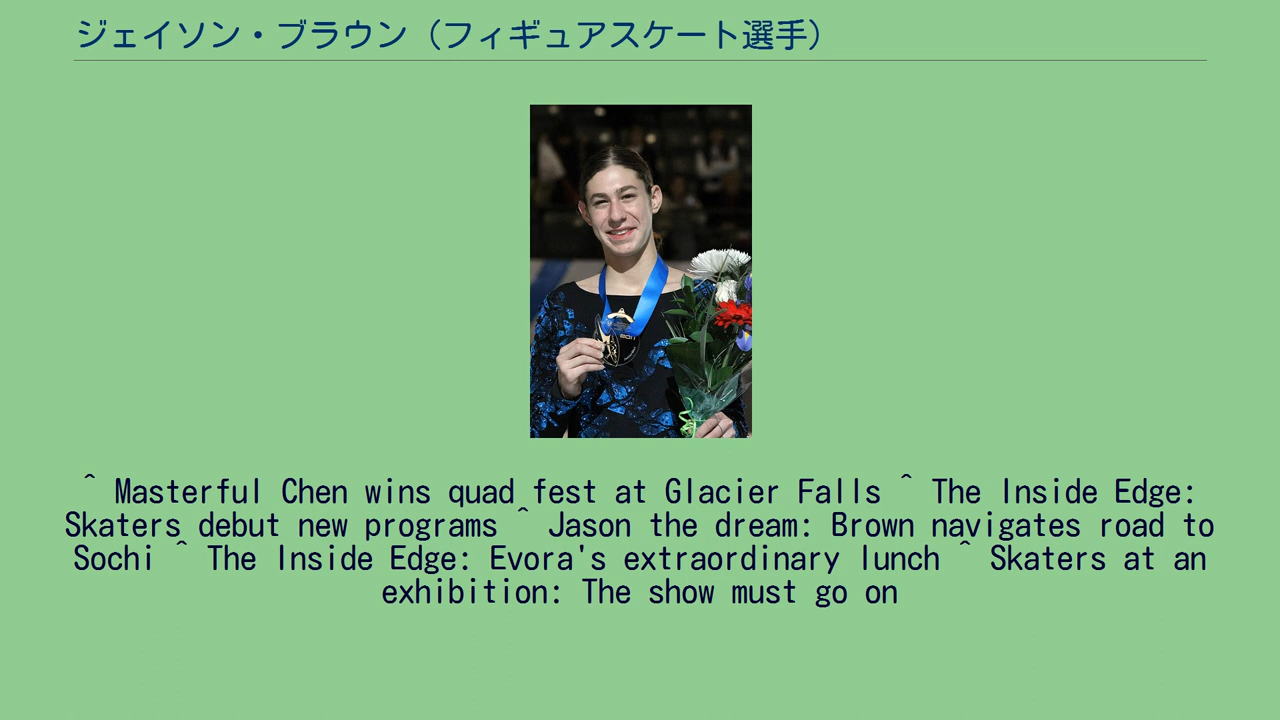 ジェイソン・ブラウン（フィギュアスケート選手）
^ Masterful Chen wins quad fest at Glacier Falls ^ The Inside Edge:
Skaters debut new programs ^ Jason the dream: Brown navigates road to
Sochi ^ The Inside Edge: Evora's extraordinary lunch ^ Skaters at an
exhibition: The show must go on